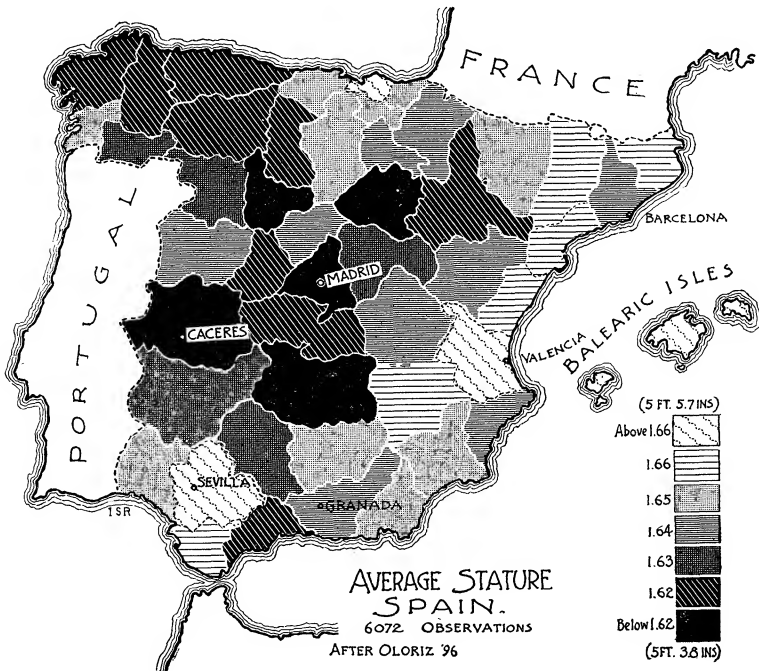 FRANCE
S
PORTUGAL
BARCELONA
MADRID
CACERES
BALEARIC ISLES
VALENCIA
SEVILLA
GRANADA
ISR
(5 FT. 5.7 INS)
Above 1.66
1.66
1.65
1.64
1.63
1.62
Below 1.62
(5 FT. 3.8 INS)
AVERAGE STATURE
SPAIN.
6072 OBSERVATIONS
AFTER OLORIZ '96